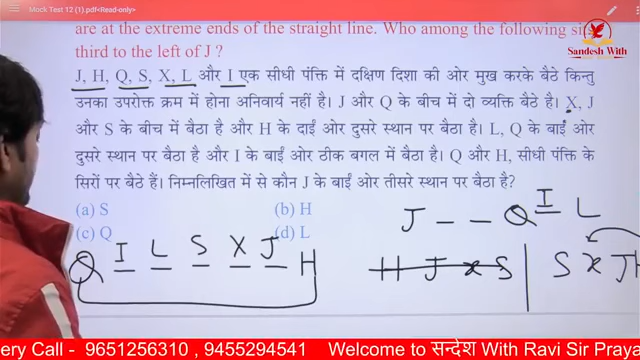 Mock Test 12 (1).pdf<Read-only>
are at the extreme ends of the straight line. Who among the following sits
Sandesh With
third to the left of J ?
J, H, Q, S, X, L और I एक सीधी पंक्ति में दक्षिण दिशा की ओर मुख करके बैठे किन्तु
उनका उपरोक्त क्रम में होना अनिवार्य नहीं है। J और Q के बीच में दो व्यक्ति बैठे है। X, J
और S के बीच में बैठा है और H के दाईं ओर दुसरे स्थान पर बैठा है। L, Q के बाईं ओर
दुसरे स्थान पर बैठा है और I के बाईं ओर ठीक बगल में बैठा है। Q और H, सीधी पंक्ति के
सिरों पर बैठे हैं। निम्नलिखित में से कौन J के बाईं ओर तीसरे स्थान पर बैठा है?
(a) S (b) H
(c) Q (d) L
J _ _ Q I L
Q I L S X J H
H J X S
S X J H
ery Call - 9651256310 , 9455294541 Welcome to सन्देश With Ravi Sir Praya